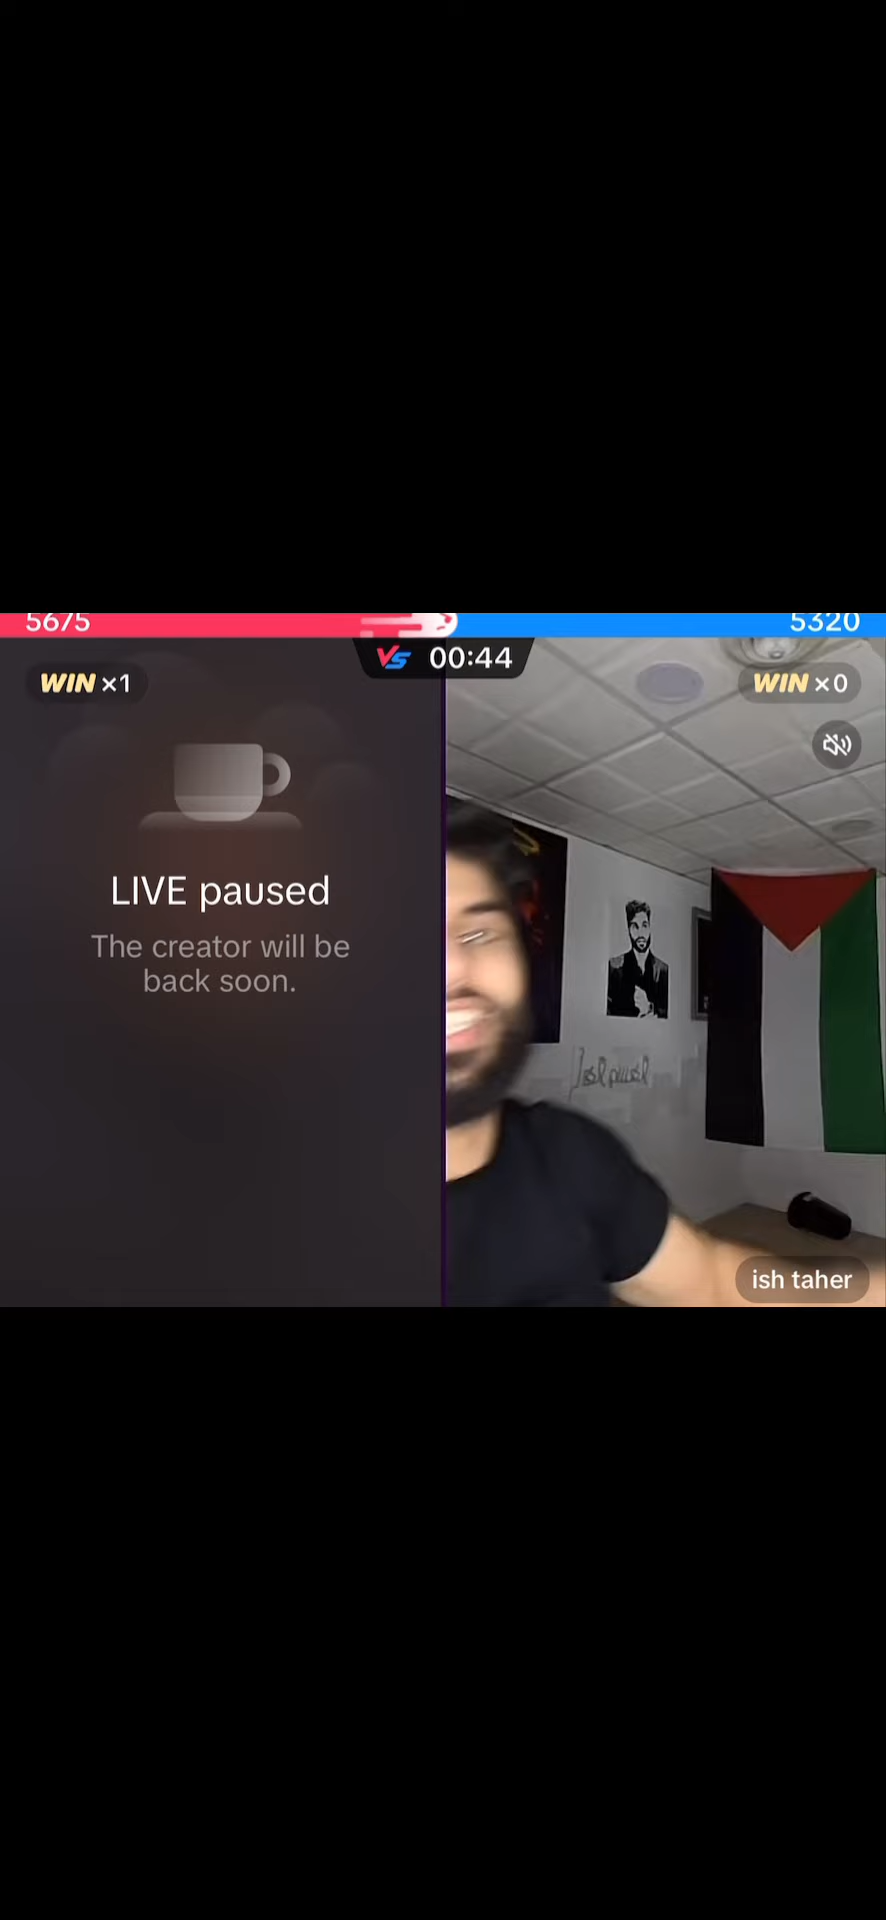 5675
5320
VS 00:44
WIN ×1
WIN ×0
LIVE paused
The creator will be
back soon.
ish taher